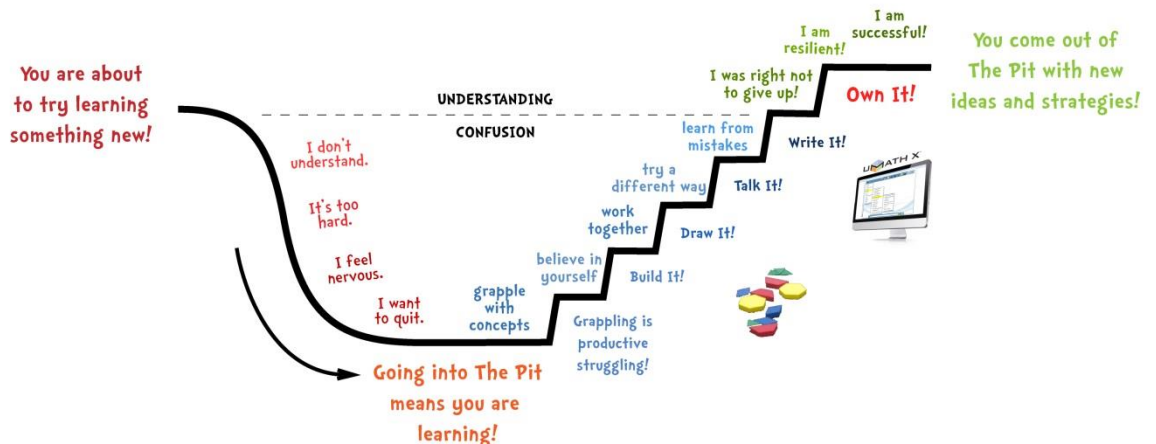 You are about
to try learning
something new!
UNDERSTANDING
CONFUSION
I don't
understand.
It's too
hard.
I feel
nervous.
I want
to quit.
Going into The Pit
means you are
learning!
grapple
with
concepts
Grappling is
productive
struggling!
believe in
yourself
Build It!
work
together
Draw It!
try a
different way
Talk It!
learn from
mistakes
Write It!
I was right not
to give up!
Own It!
I am
resilient!
I am
successful!
You come out of
The Pit with new
ideas and strategies!
uMATH X